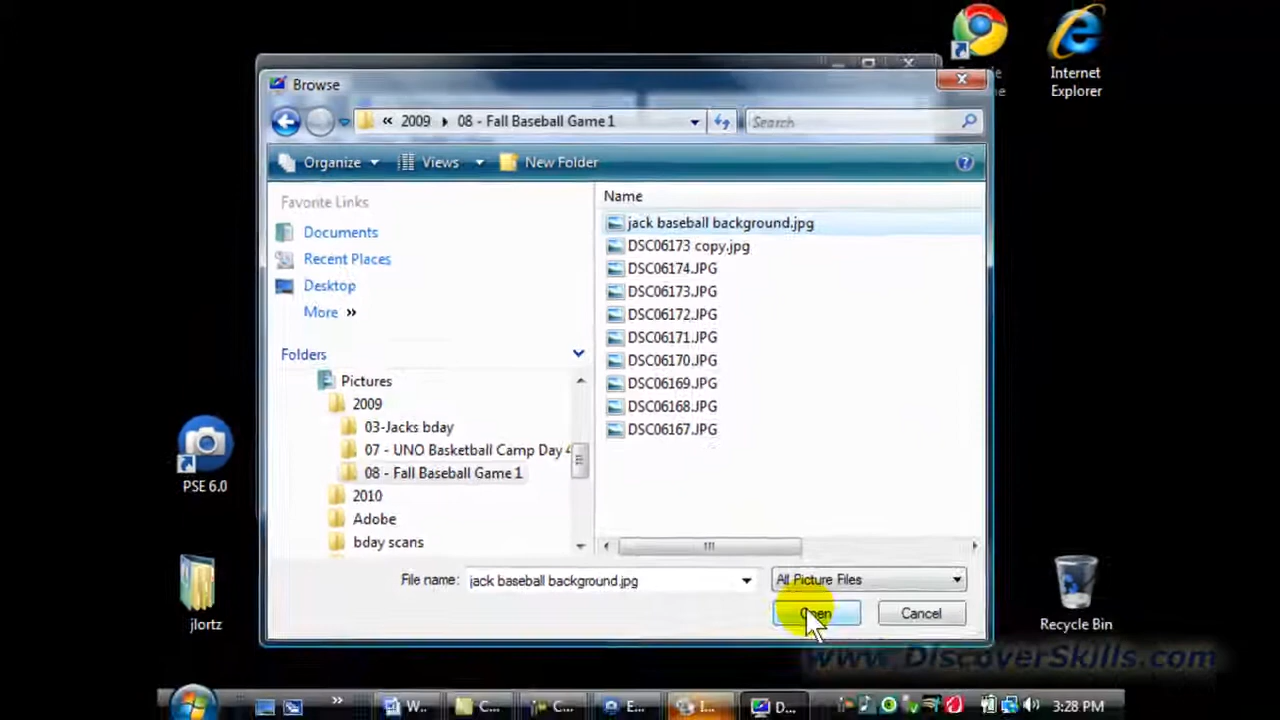 Internet
Explorer
Browse
« 2009 08 - Fall Baseball Game 1
Search
Organize Views New Folder
Favorite Links
Documents
Recent Places
Desktop
More »
Folders
Pictures
2009
03-Jacks bday
07 - UNO Basketball Camp Day 4
08 - Fall Baseball Game 1
2010
Adobe
bday scans
Name
jack baseball background.jpg
DSC06173 copy.jpg
DSC06174.JPG
DSC06173.JPG
DSC06172.JPG
DSC06171.JPG
DSC06170.JPG
DSC06169.JPG
DSC06168.JPG
DSC06167.JPG
File name: jack baseball background.jpg
All Picture Files
Open Cancel
PSE 6.0
jlortz
Recycle Bin
www.DiscoverSkills.com
» W... C... C... E... I... D... 3:28 PM